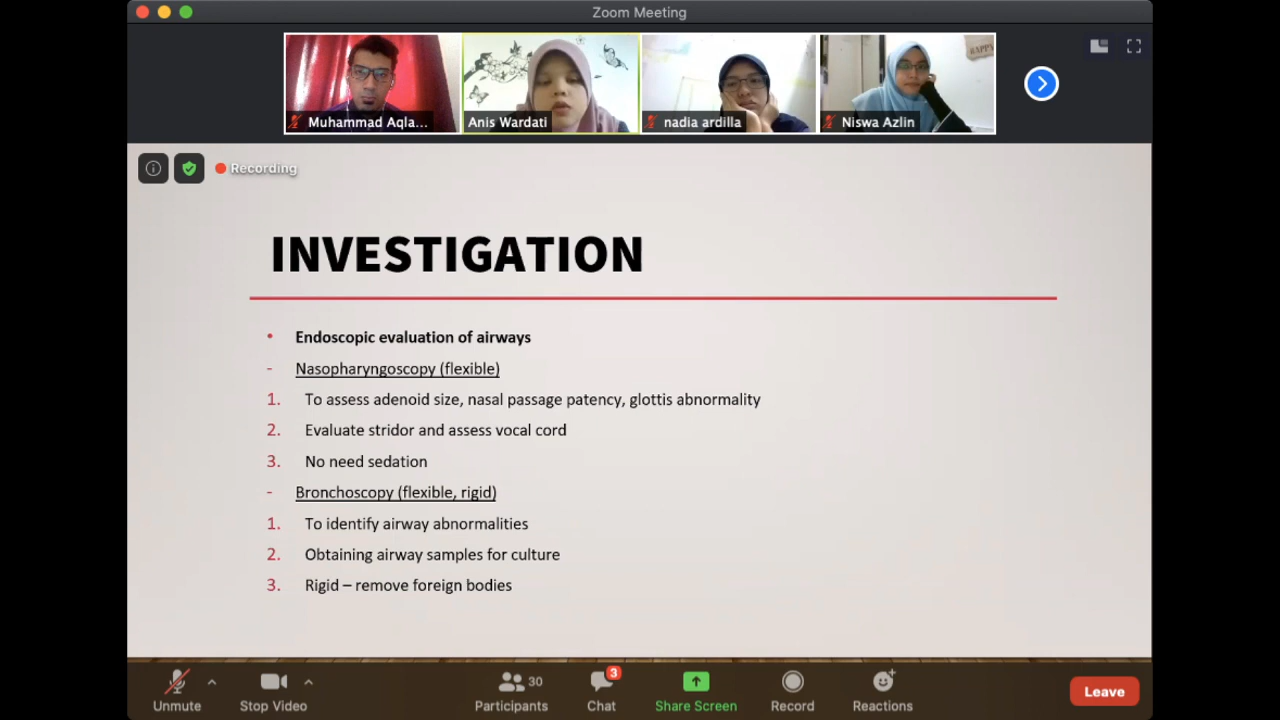 Zoom Meeting
HAPPY
Muhammad Aqla...
Anis Wardati
nadia ardilla
Niswa Azlin
Recording
INVESTIGATION
• Endoscopic evaluation of airways
- Nasopharyngoscopy (flexible)
1. To assess adenoid size, nasal passage patency, glottis abnormality
2. Evaluate stridor and assess vocal cord
3. No need sedation
- Bronchoscopy (flexible, rigid)
1. To identify airway abnormalities
2. Obtaining airway samples for culture
3. Rigid – remove foreign bodies
3
30
Unmute
Stop Video
Participants
Chat
Share Screen
Record
Reactions
Leave